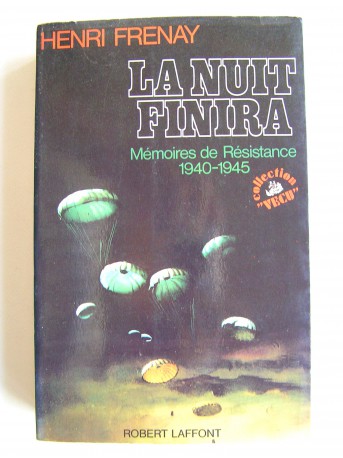 HENRI FRENAY
LA NUIT
FINIRA
Mémoires de Résistance
1940-1945
collection
"VÉCU"
ROBERT LAFFONT